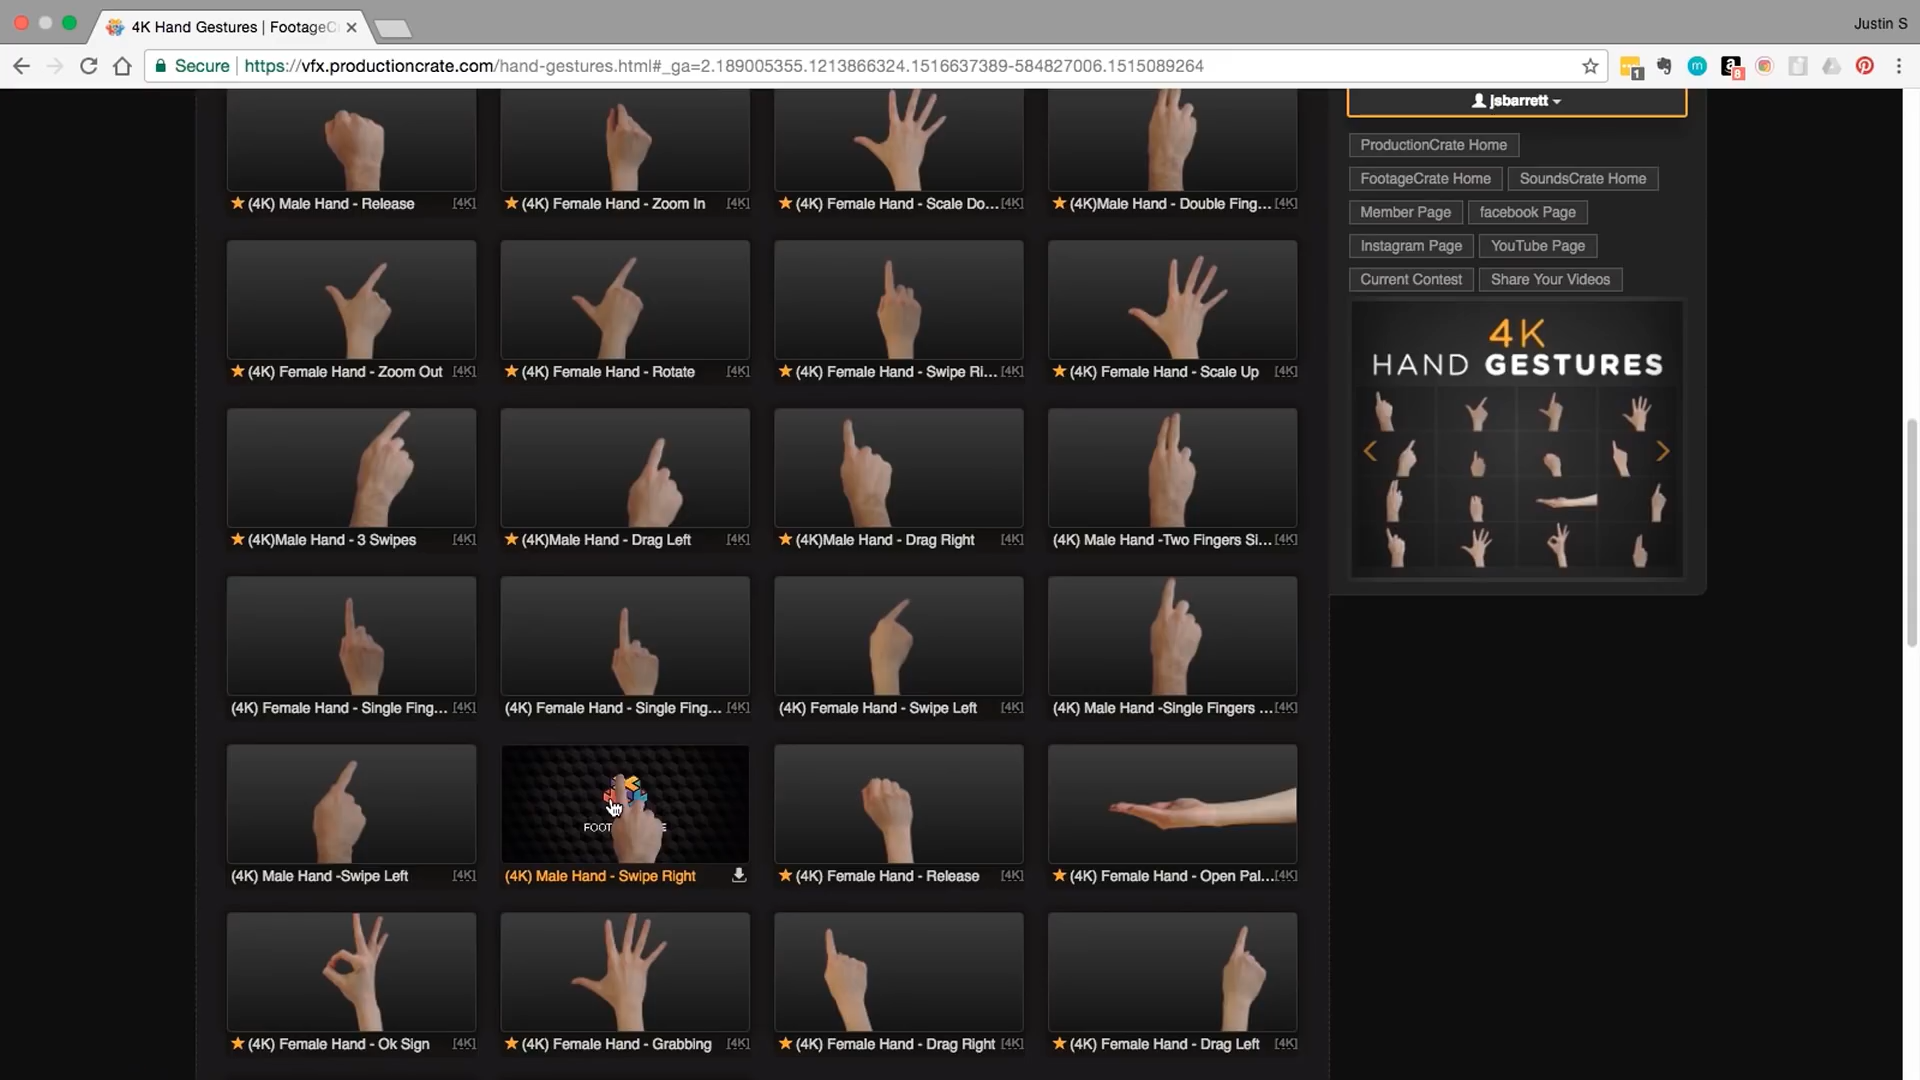 4K Hand Gestures | FootageC
Justin S
Secure | https://vfx.productioncrate.com/hand-gestures.html#_ga=2.189005355.1213866324.1516637389-584827006.1515089264
1
m
a
8
jsbarrett
(4K) Male Hand - Release [4K]
(4K) Female Hand - Zoom In [4K]
(4K) Female Hand - Scale Do... [4K]
(4K)Male Hand - Double Fing... [4K]
ProductionCrate Home
FootageCrate Home
SoundsCrate Home
Member Page
facebook Page
Instagram Page
YouTube Page
Current Contest
Share Your Videos
4K
HAND GESTURES
(4K) Female Hand - Zoom Out [4K]
(4K) Female Hand - Rotate [4K]
(4K) Female Hand - Swipe Ri... [4K]
(4K) Female Hand - Scale Up [4K]
(4K)Male Hand - 3 Swipes [4K]
(4K)Male Hand - Drag Left [4K]
(4K)Male Hand - Drag Right [4K]
(4K) Male Hand -Two Fingers Si... [4K]
(4K) Female Hand - Single Fing... [4K]
(4K) Female Hand - Single Fing... [4K]
(4K) Female Hand - Swipe Left [4K]
(4K) Male Hand -Single Fingers ... [4K]
FOOT E
(4K) Male Hand -Swipe Left [4K]
(4K) Male Hand - Swipe Right
(4K) Female Hand - Release [4K]
(4K) Female Hand - Open Pal... [4K]
(4K) Female Hand - Ok Sign [4K]
(4K) Female Hand - Grabbing [4K]
(4K) Female Hand - Drag Right [4K]
(4K) Female Hand - Drag Left [4K]